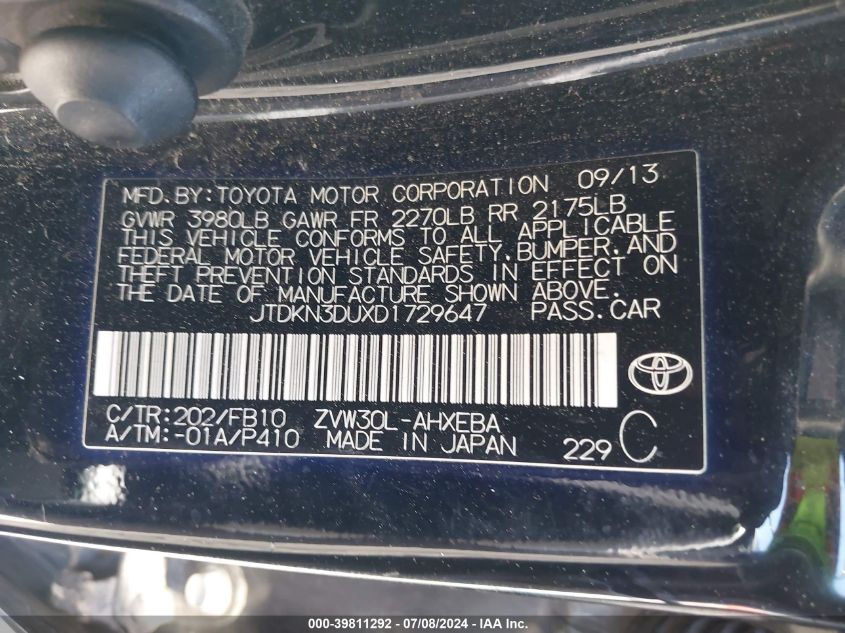 MFD.BY:TOYOTA MOTOR CORPORATION 09/13
GVWR 3980LB GAWR FR 2270LB RR 2175LB
THIS VEHICLE CONFORMS TO ALL APPLICABLE
FEDERAL MOTOR VEHICLE SAFETY,BUMPER,AND
THEFT PREVENTION STANDARDS IN EFFECT ON
THE DATE OF MANUFACTURE SHOWN ABOVE.
JTDKN3DUXD1729647 PASS.CAR
C/TR:202/FB10 ZVW30L-AHXEBA
A/TM:-01A/P410 MADE IN JAPAN 229 C
000-39811292 - 07/08/2024 - IAA Inc.